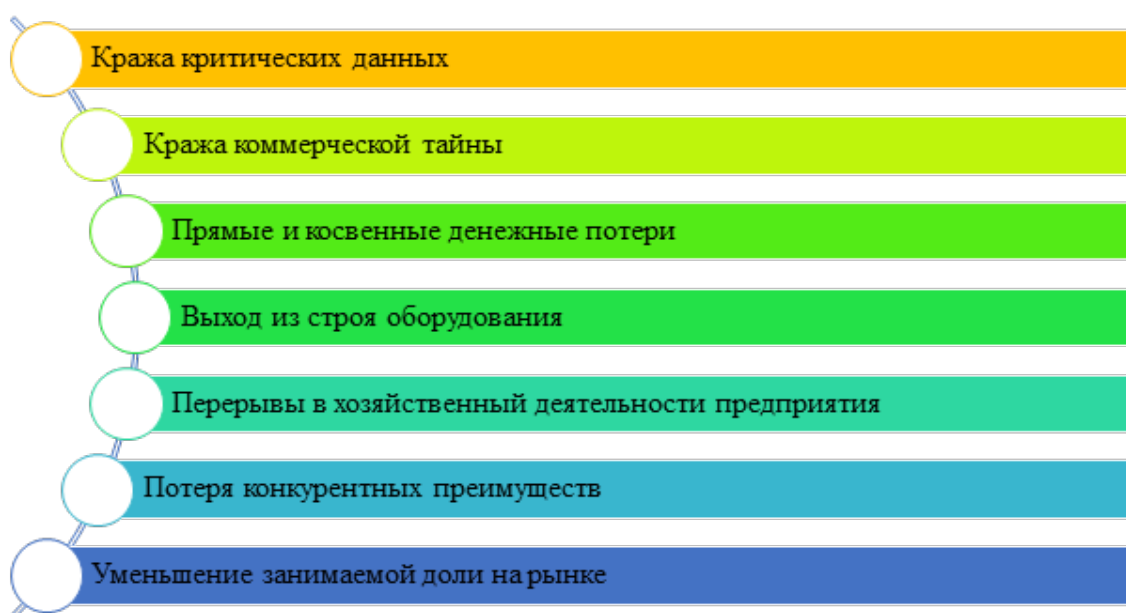 Кража критических данных
Кража коммерческой тайны
Прямые и косвенные денежные потери
Выход из строя оборудования
Перерывы в хозяйственный деятельности предприятия
Потеря конкурентных преимуществ
Уменьшение занимаемой доли на рынке